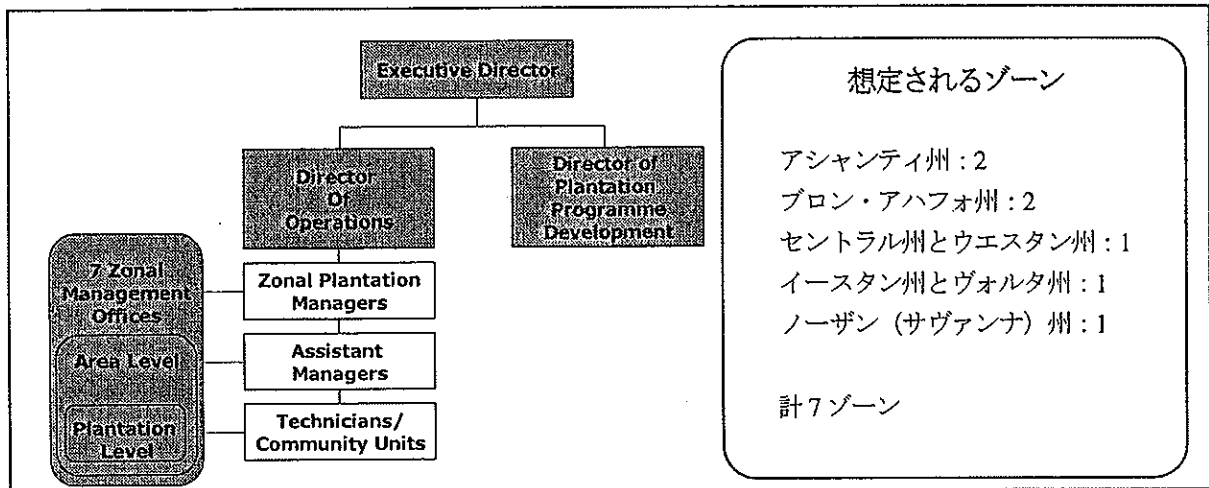 Executive Director
Director
Of
Operations
Director of
Plantation
Programme
Development
7 Zonal
Management
Offices
Zonal Plantation
Managers
Area Level
Assistant
Managers
Plantation
Level
Technicians/
Community Units
想定されるゾーン
アシャンティ州：2
ブロン・アハフォ州：2
セントラル州とウエスタン州：1
イースタン州とヴォルタ州：1
ノーザン（サヴァンナ）州：1
計7ゾーン